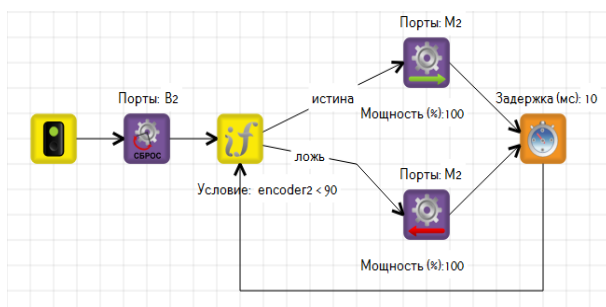 Порты: M2
Порты: B2
истина
Задержка (мс): 10
Мощность (%):100
if
СБРОС
ложь
Порты: M2
Условие: encoder2 < 90
Мощность (%):100